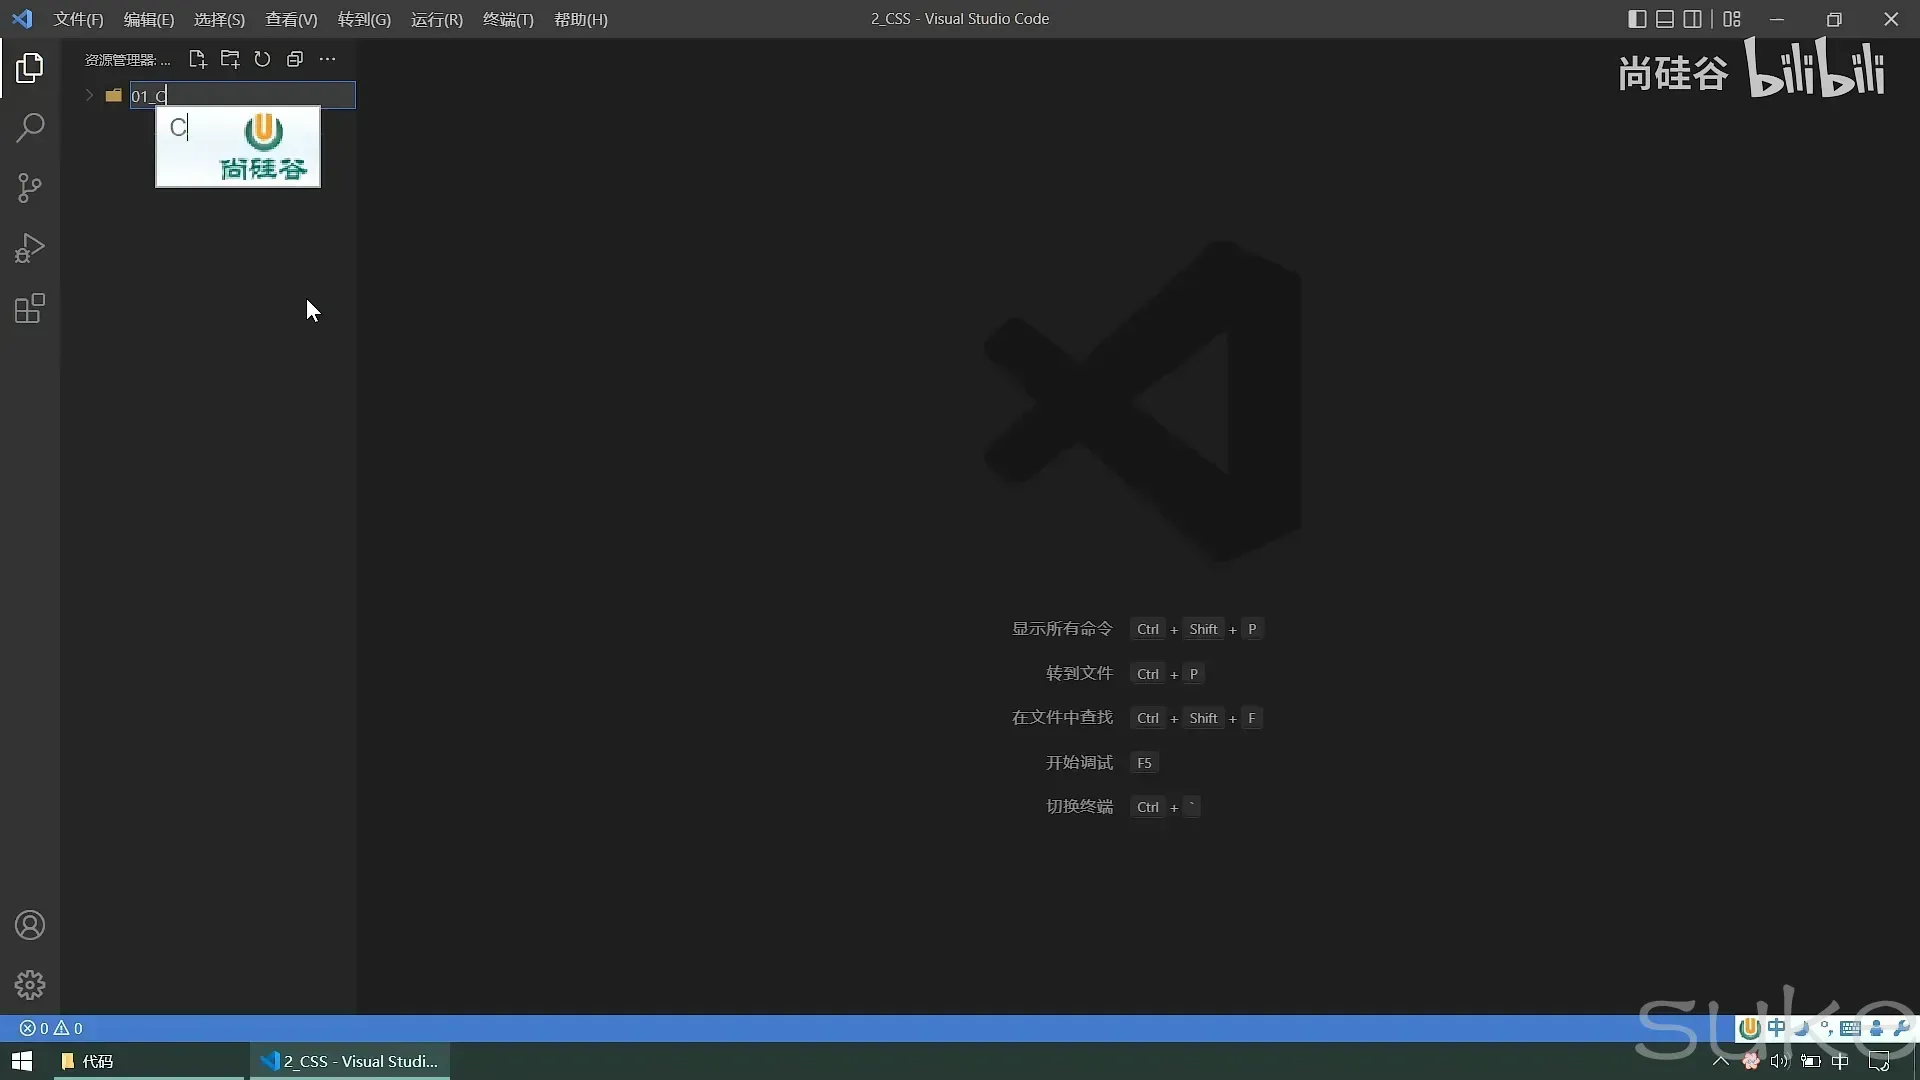 文件(F) 编辑(E) 选择(S) 查看(V) 转到(G) 运行(R) 终端(T) 帮助(H)
2_CSS - Visual Studio Code
资源管理器: ...
尚硅谷 bilibili
01_C
C
尚硅谷
显示所有命令 Ctrl + Shift + P
转到文件 Ctrl + P
在文件中查找 Ctrl + Shift + F
开始调试 F5
切换终端 Ctrl + `
0 0
中
代码
2_CSS - Visual Studi...
中
suke